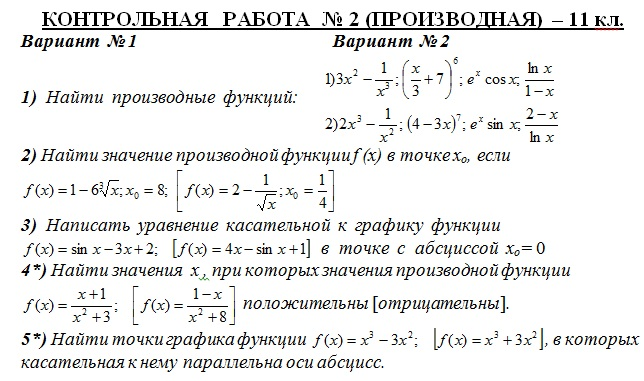 КОНТРОЛЬНАЯ РАБОТА № 2 (ПРОИЗВОДНАЯ) – 11 кл.
Вариант №1 Вариант №2
1) Найти производные функций: 1)3x² − 1/x³; (x/3 + 7)⁶; eˣ cos x; ln x/(1 − x)
2)2x³ − 1/x²; (4 − 3x)⁷; eˣ sin x; (2 − x)/ln x
2) Найти значение производной функции f (x) в точке xₒ, если
f(x) = 1 − 6∛x; x₀ = 8; [f(x) = 2 − 1/√x; x₀ = 1/4]
3) Написать уравнение касательной к графику функции
f(x) = sin x − 3x + 2; [f(x) = 4x − sin x + 1] в точке с абсциссой xₒ = 0
4*) Найти значения x , при которых значения производной функции
f(x) = (x + 1)/(x² + 3); [f(x) = (1 − x)/(x² + 8)] положительны [отрицательны].
5*) Найти точки графика функции f(x) = x³ − 3x²; [f(x) = x³ + 3x²], в которых
касательная к нему параллельна оси абсцисс.